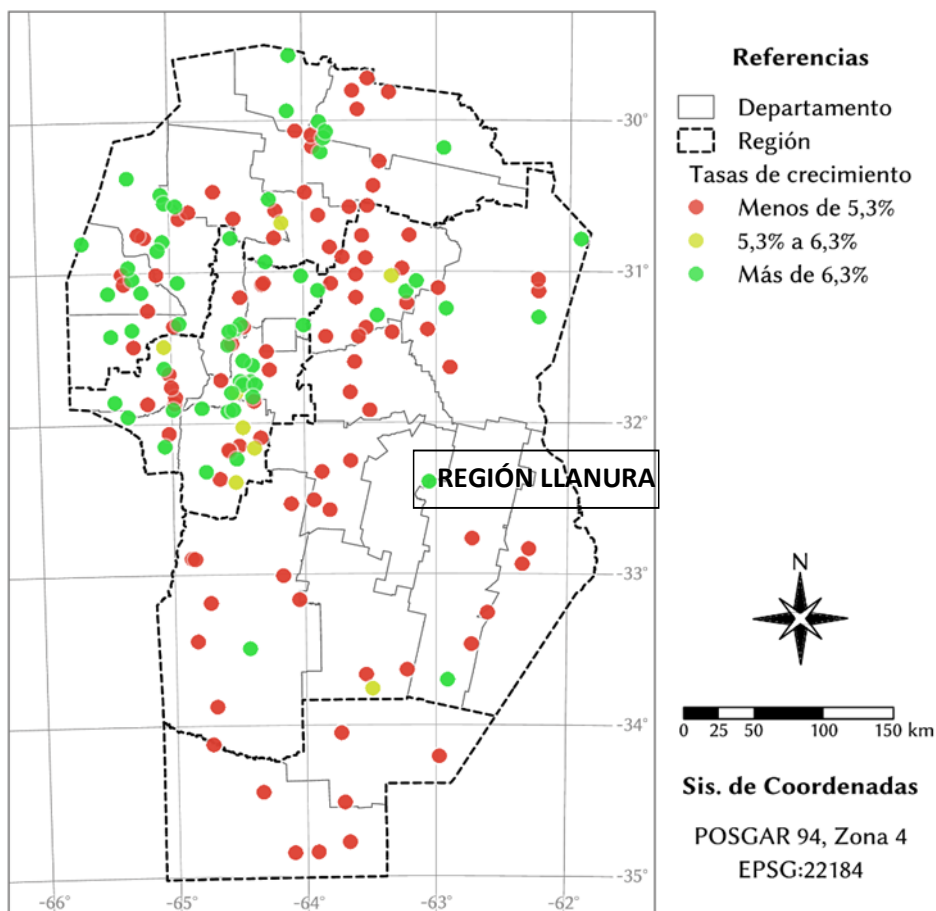 Referencias
Departamento
Región
Tasas de crecimiento
Menos de 5,3%
5,3% a 6,3%
Más de 6,3%
-30°
-31°
-32°
REGIÓN LLANURA
-33°
-34°
-35°
-66° -65° -64° -63° -62°
N
0 25 50 100 150 km
Sis. de Coordenadas
POSGAR 94, Zona 4
EPSG:22184